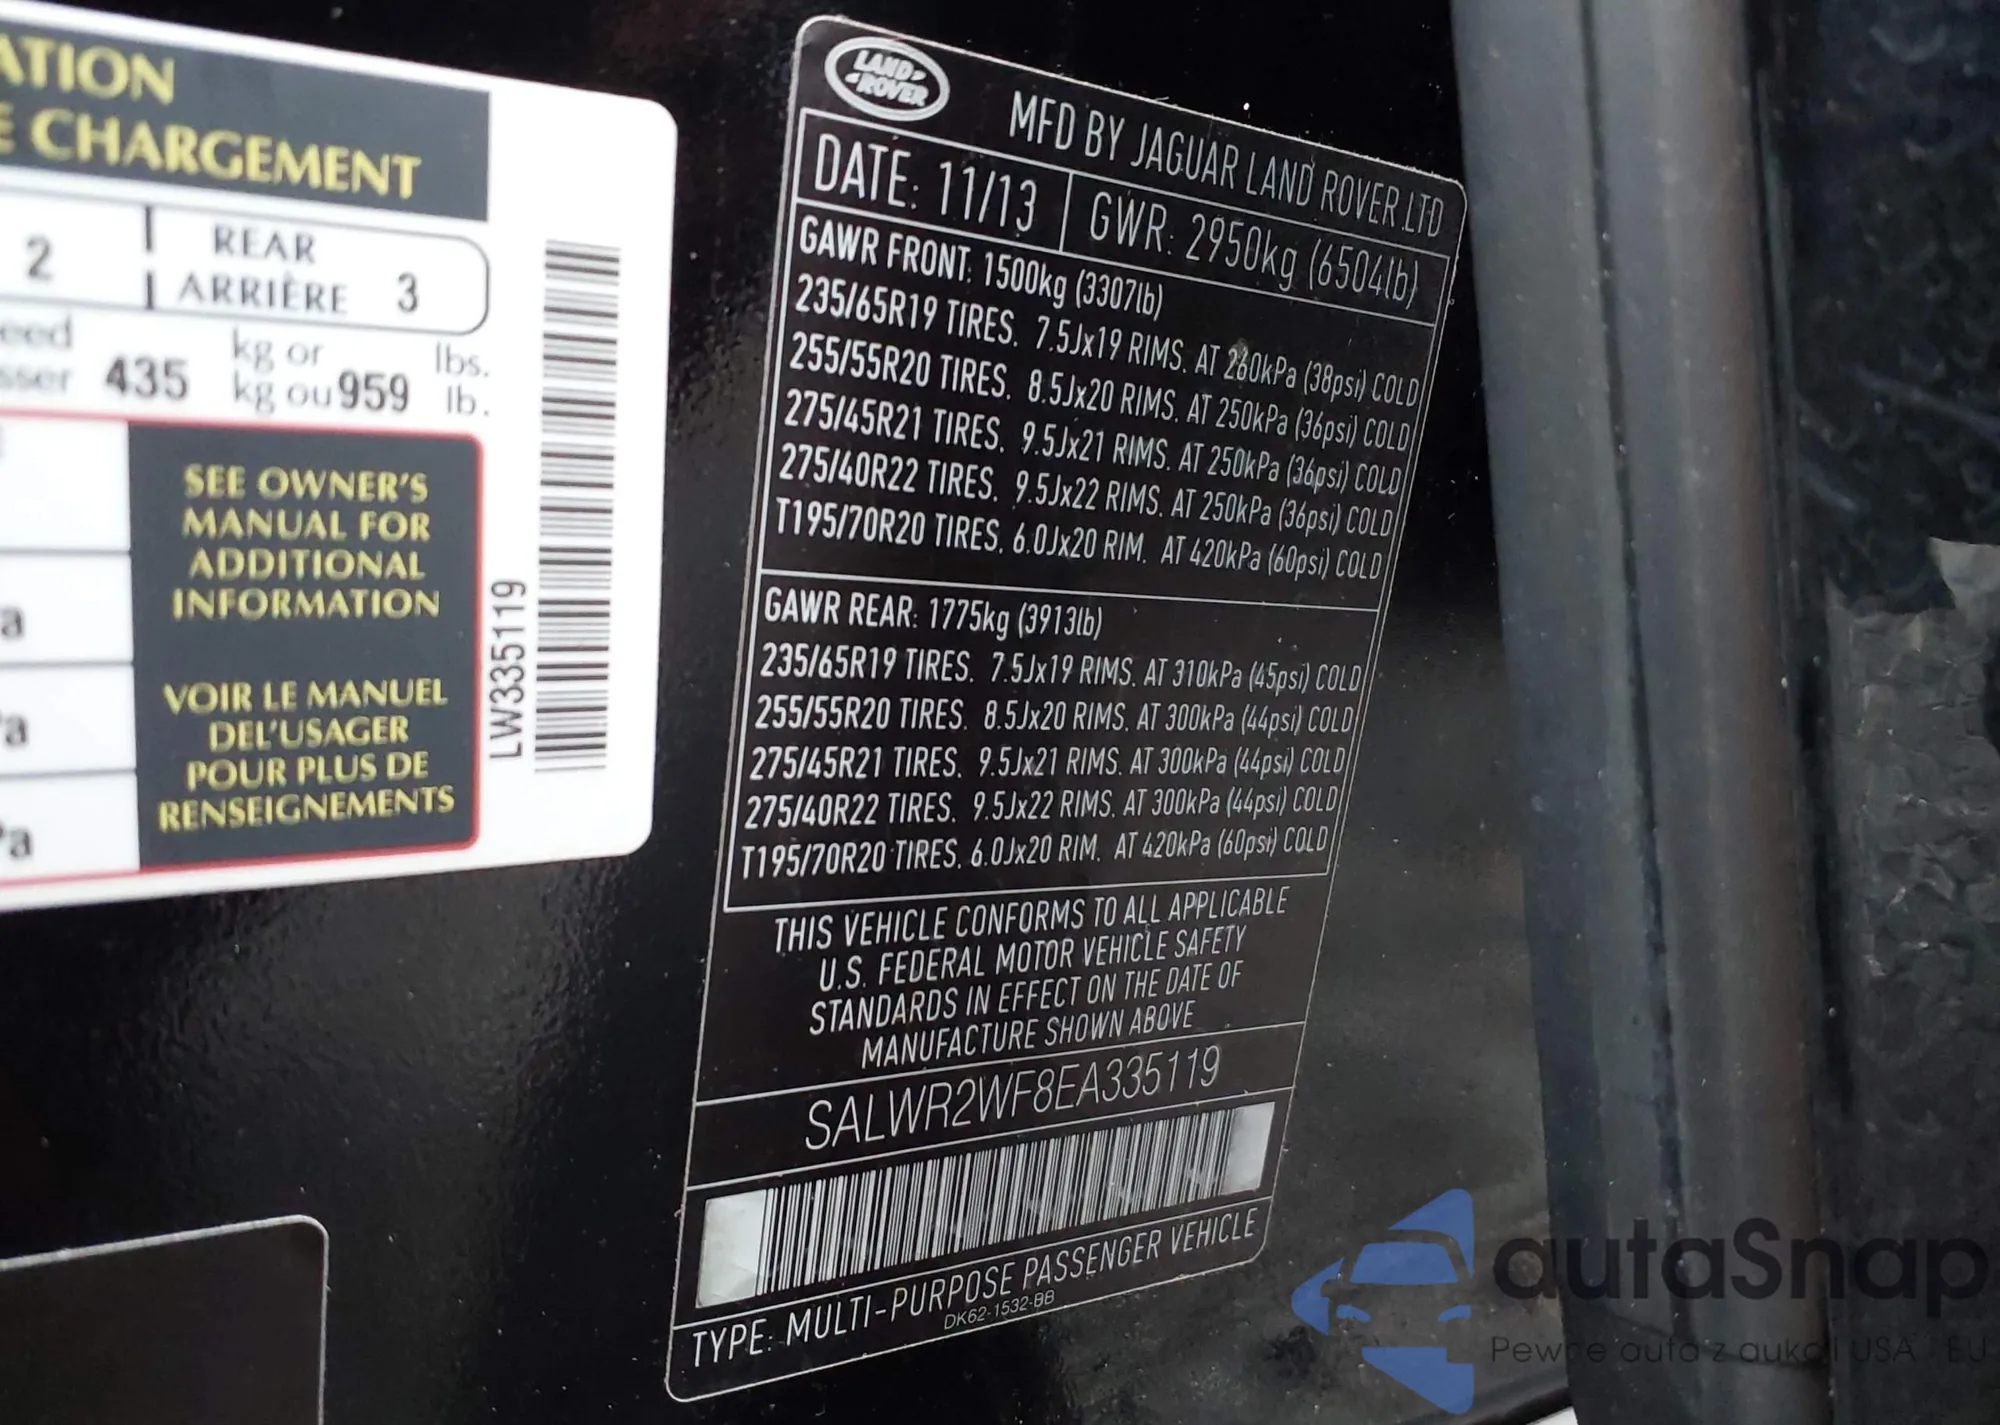 ATION
E CHARGEMENT
2
REAR
ARRIÈRE 3
eed
kg or lbs.
sser 435 kg ou 959 lb.
SEE OWNER'S
MANUAL FOR
ADDITIONAL
INFORMATION
VOIR LE MANUEL
DEL'USAGER
POUR PLUS DE
RENSEIGNEMENTS
a
a
Pa
LW335119
LAND-
-ROVER
MFD BY JAGUAR LAND ROVER LTD
DATE: 11/13 GWR: 2950kg (6504lb)
GAWR FRONT: 1500kg (3307lb)
235/65R19 TIRES. 7.5Jx19 RIMS. AT 260kPa (38psi) COLD
255/55R20 TIRES. 8.5Jx20 RIMS. AT 250kPa (36psi) COLD
275/45R21 TIRES. 9.5Jx21 RIMS. AT 250kPa (36psi) COLD
275/40R22 TIRES. 9.5Jx22 RIMS. AT 250kPa (36psi) COLD
T195/70R20 TIRES. 6.0Jx20 RIM. AT 420kPa (60psi) COLD
GAWR REAR: 1775kg (3913lb)
235/65R19 TIRES. 7.5Jx19 RIMS. AT 310kPa (45psi) COLD
255/55R20 TIRES. 8.5Jx20 RIMS. AT 300kPa (44psi) COLD
275/45R21 TIRES. 9.5Jx21 RIMS. AT 300kPa (44psi) COLD
275/40R22 TIRES. 9.5Jx22 RIMS. AT 300kPa (44psi) COLD
T195/70R20 TIRES. 6.0Jx20 RIM. AT 420kPa (60psi) COLD
THIS VEHICLE CONFORMS TO ALL APPLICABLE
U.S. FEDERAL MOTOR VEHICLE SAFETY
STANDARDS IN EFFECT ON THE DATE OF
MANUFACTURE SHOWN ABOVE
SALWR2WF8EA335119
TYPE: MULTI-PURPOSE PASSENGER VEHICLE
DK62-1532-BB
autaSnap
Pewne auta z aukcji USA i EU